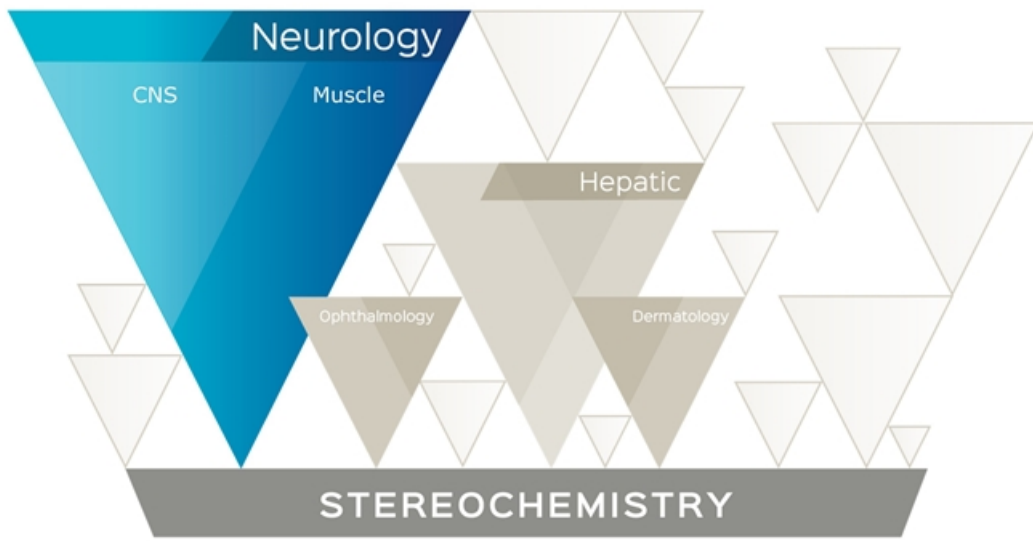 Neurology
CNS
Muscle
Hepatic
Ophthalmology
Dermatology
STEREOCHEMISTRY